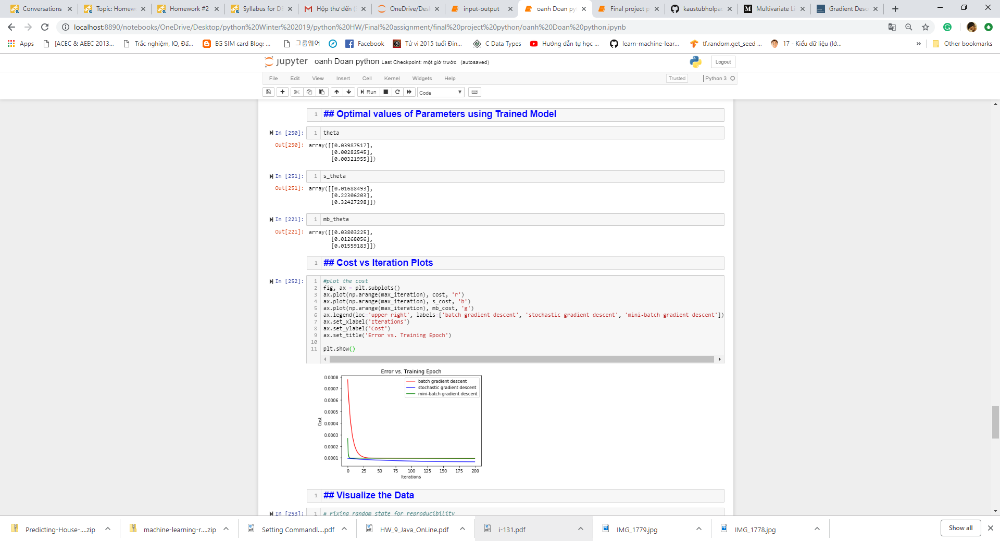 Conversations
Topic: Homew
Homework #2
Syllabus for DE
Hộp thư đến (
OneDrive/Desk
input-output
oanh Doan pyt
Final project p
kaustubholpad
Multivariate Li
Gradient Desc
localhost:8890/notebooks/OneDrive/Desktop/python%20Winter%202019/python%20HW/Final%20assignment/final%20project%20python/oanh%20Doan%20python.ipynb
Apps
[ACEC & AEEC 2013...
Trắc nghiệm, IQ, Đấ...
EG SIM card Blog: ...
그룹웨어
Facebook
Tử vi 2015 tuổi Đin...
C Data Types
Hướng dẫn tự học ...
learn-machine-lear...
tf.random.get_seed ...
17 - Kiểu dữ liệu (lớ...
»
Other bookmarks
jupyter oanh Doan python Last Checkpoint: một giờ trước (autosaved)
Logout
File Edit View Insert Cell Kernel Widgets Help
Trusted
Python 3
Run
Code
1 ## Optimal values of Parameters using Trained Model
In [250]: 1 theta
Out[250]: array([[0.03987517],
[0.00282545],
[0.00321955]])
In [251]: 1 s_theta
Out[251]: array([[0.01688493],
[0.22306203],
[0.32427298]])
In [221]: 1 mb_theta
Out[221]: array([[0.03803225],
[0.01268056],
[0.01559183]])
1 ## Cost vs Iteration Plots
In [252]: 1 #plot the cost
2 fig, ax = plt.subplots()
3 ax.plot(np.arange(max_iteration), cost, 'r')
4 ax.plot(np.arange(max_iteration), s_cost, 'b')
5 ax.plot(np.arange(max_iteration), mb_cost, 'g')
6 ax.legend(loc='upper right', labels=['batch gradient descent', 'stochastic gradient descent', 'mini-batch gradient descent'])
7 ax.set_xlabel('Iterations')
8 ax.set_ylabel('Cost')
9 ax.set_title('Error vs. Training Epoch')
10
11 plt.show()
Error vs. Training Epoch
batch gradient descent
stochastic gradient descent
mini-batch gradient descent
0.0008
0.0007
0.0006
0.0005
0.0004
0.0003
0.0002
0.0001
Cost
0 25 50 75 100 125 150 175 200
Iterations
1 ## Visualize the Data
In [253]: 1 # Fixing random state for reproducibility
Predicting-House-....zip
machine-learning-r....zip
Setting Commandl....pdf
HW_9_Java_OnLine.pdf
i-131.pdf
IMG_1779.jpg
IMG_1778.jpg
Show all